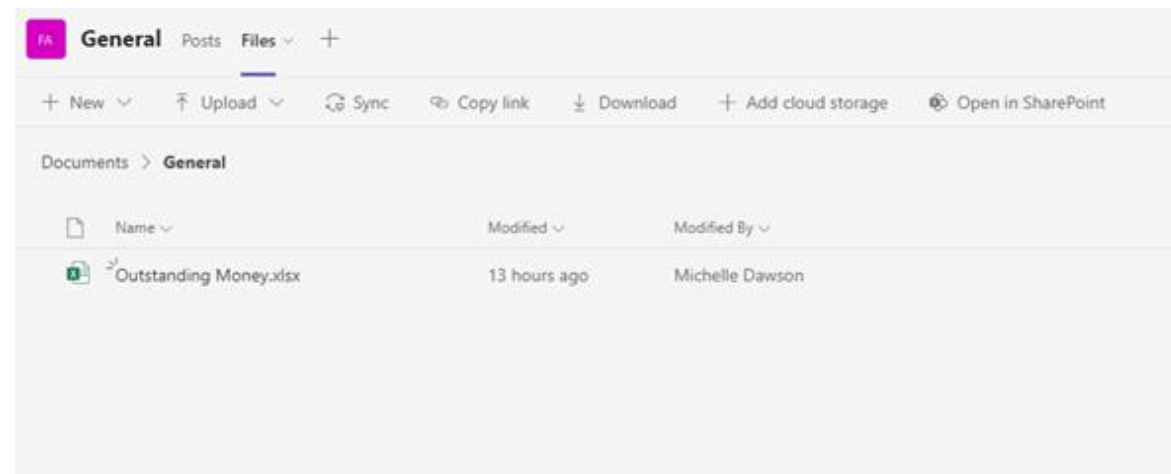 FA General Posts Files +
+ New Upload Sync Copy link Download + Add cloud storage Open in SharePoint
Documents > General
Name Modified Modified By
Outstanding Money.xlsx 13 hours ago Michelle Dawson